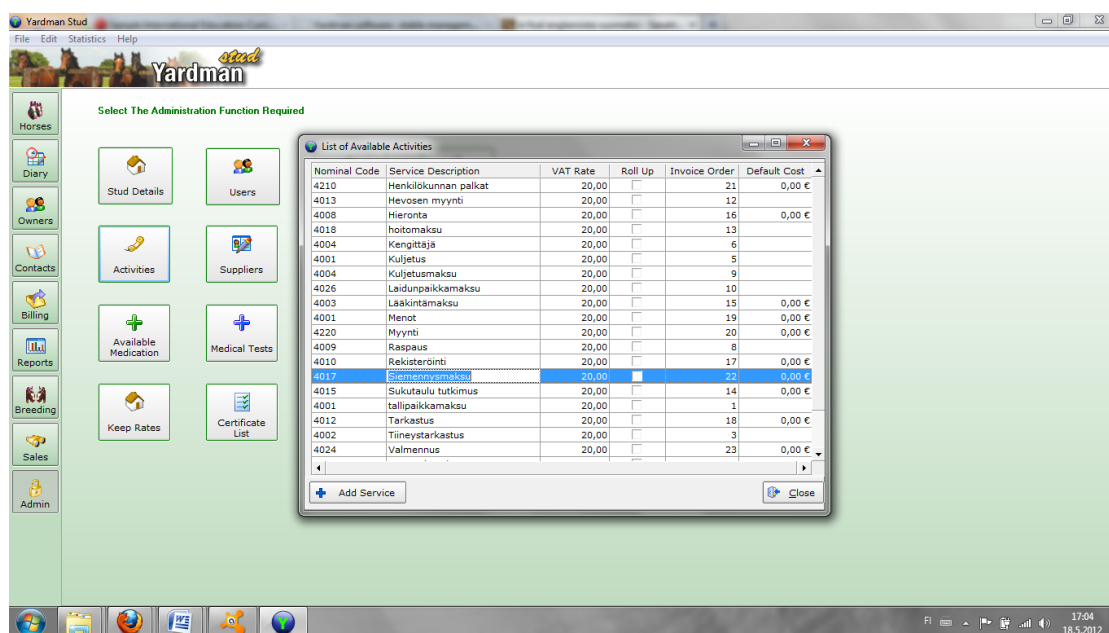 Yardman Stud
File Edit Statistics Help
stud
Yardman
Horses
Diary
Owners
Contacts
Billing
Reports
Breeding
Sales
Admin
Select The Administration Function Required
Stud Details
Users
Activities
Suppliers
Available Medication
Medical Tests
Keep Rates
Certificate List
List of Available Activities
Nominal Code Service Description VAT Rate Roll Up Invoice Order Default Cost
4210 Henkilökunnan palkat 20,00 21 0,00 €
4013 Hevosen myynti 20,00 12
4008 Hieronta 20,00 16 0,00 €
4018 hoitomaksu 20,00 13
4004 Kengittäjä 20,00 6
4001 Kuljetus 20,00 5
4004 Kuljetusmaksu 20,00 9
4026 Laidunpaikkamaksu 20,00 10
4003 Lääkintämaksu 20,00 15 0,00 €
4001 Menot 20,00 19 0,00 €
4220 Myynti 20,00 20 0,00 €
4009 Raspaus 20,00 8
4010 Rekisteröinti 20,00 17 0,00 €
4017 Siemennysmaksu 20,00 22 0,00 €
4015 Sukutaulu tutkimus 20,00 14 0,00 €
4001 tallipaikkamaksu 20,00 1
4012 Tarkastus 20,00 18 0,00 €
4002 Tiineystarkastus 20,00 3
4024 Valmennus 20,00 23 0,00 €
Add Service
Close
FI
17:04
18.5.2012